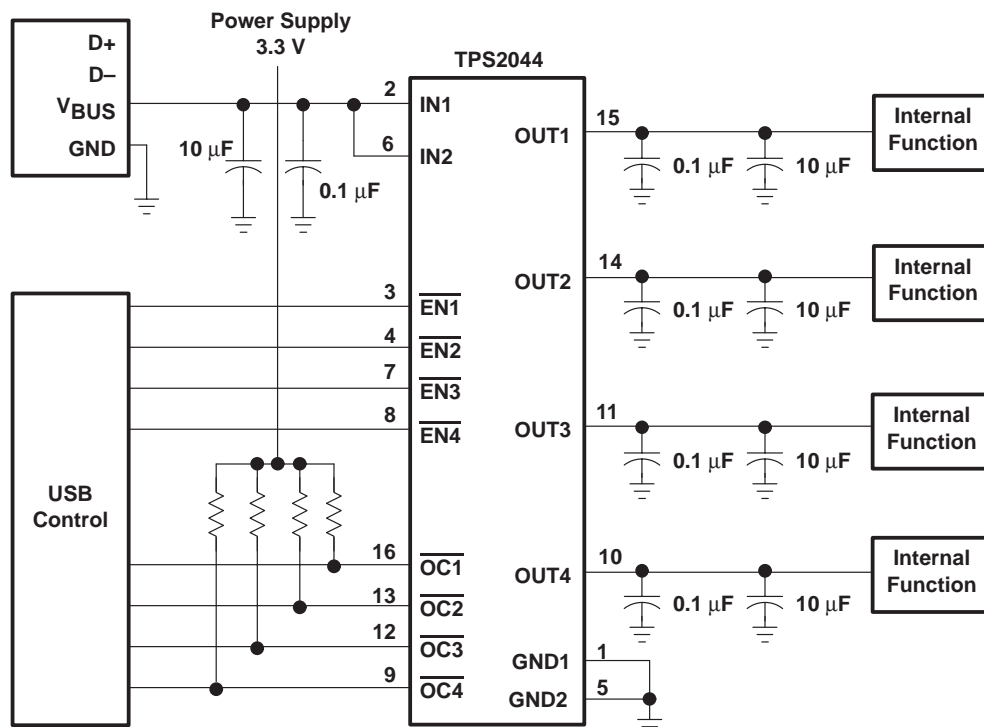 Power Supply
3.3 V
TPS2044
D+
D–
VBUS
GND
10 μF
0.1 μF
2
IN1
6
IN2
3
EN1
4
EN2
7
EN3
8
EN4
USB
Control
16
OC1
13
OC2
12
OC3
9
OC4
OUT1
15
0.1 μF
10 μF
Internal
Function
OUT2
14
0.1 μF
10 μF
Internal
Function
OUT3
11
0.1 μF
10 μF
Internal
Function
OUT4
10
0.1 μF
10 μF
Internal
Function
GND1
1
GND2
5